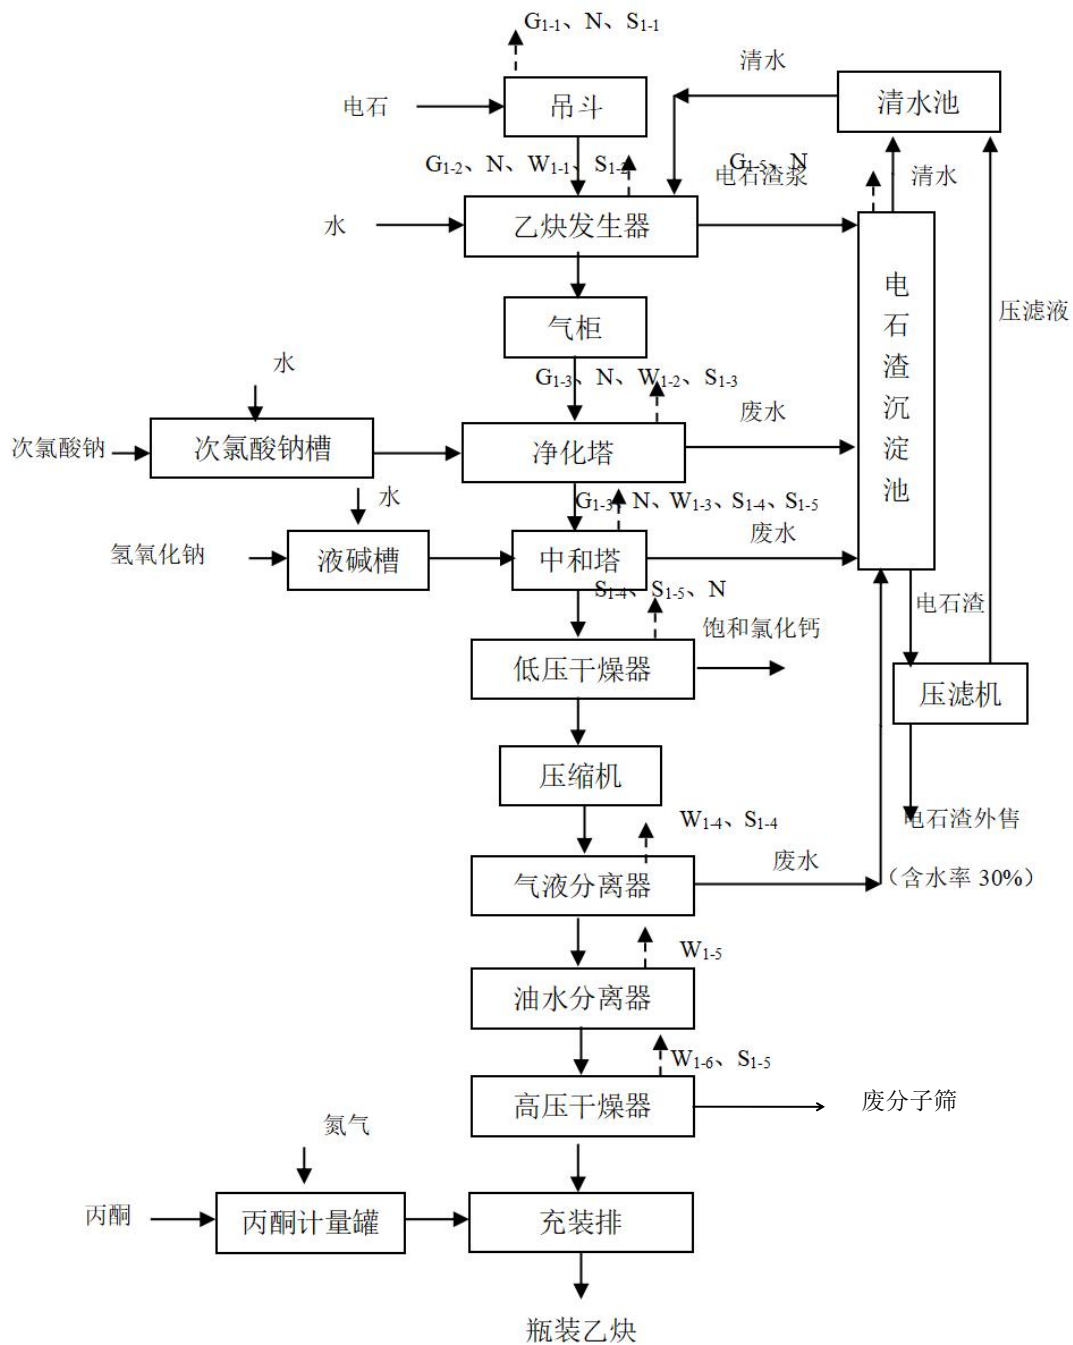 G1-1、N、S1-1
清水
电石
吊斗
清水池
G1-2、N、W1-1、S1-2
G1-5、N
电石渣浆
清水
水
乙炔发生器
电石渣沉淀池
气柜
压滤液
水
G1-3、N、W1-2、S1-3
废水
次氯酸钠
次氯酸钠槽
净化塔
水
G1-3、N、W1-3、S1-4、S1-5
废水
氢氧化钠
液碱槽
中和塔
S1-4、S1-5、N
电石渣
饱和氯化钙
低压干燥器
压滤机
压缩机
W1-4、S1-4
电石渣外售
废水
气液分离器
（含水率 30%）
W1-5
油水分离器
W1-6、S1-5
高压干燥器
废分子筛
氮气
丙酮
丙酮计量罐
充装排
瓶装乙炔